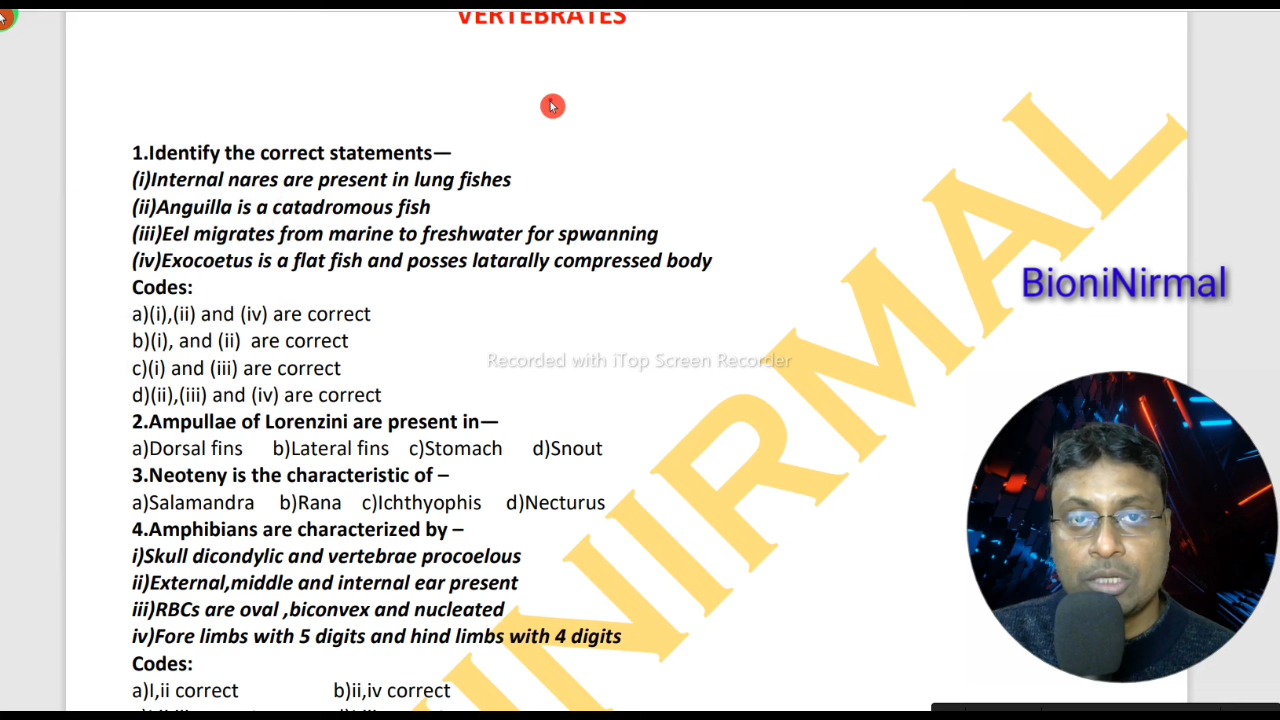 VERTEBRATES
1.Identify the correct statements—
(i)Internal nares are present in lung fishes
(ii)Anguilla is a catadromous fish
(iii)Eel migrates from marine to freshwater for spwanning
(iv)Exocoetus is a flat fish and posses latarally compressed body
BioniNirmal
Codes:
a)(i),(ii) and (iv) are correct
b)(i), and (ii) are correct
Recorded with iTop Screen Recorder
c)(i) and (iii) are correct
d)(ii),(iii) and (iv) are correct
2.Ampullae of Lorenzini are present in—
a)Dorsal fins b)Lateral fins c)Stomach d)Snout
3.Neoteny is the characteristic of –
a)Salamandra b)Rana c)Ichthyophis d)Necturus
4.Amphibians are characterized by –
i)Skull dicondylic and vertebrae procoelous
ii)External,middle and internal ear present
iii)RBCs are oval ,biconvex and nucleated
iv)Fore limbs with 5 digits and hind limbs with 4 digits
Codes:
a)I,ii correct b)ii,iv correct
NIRMAL